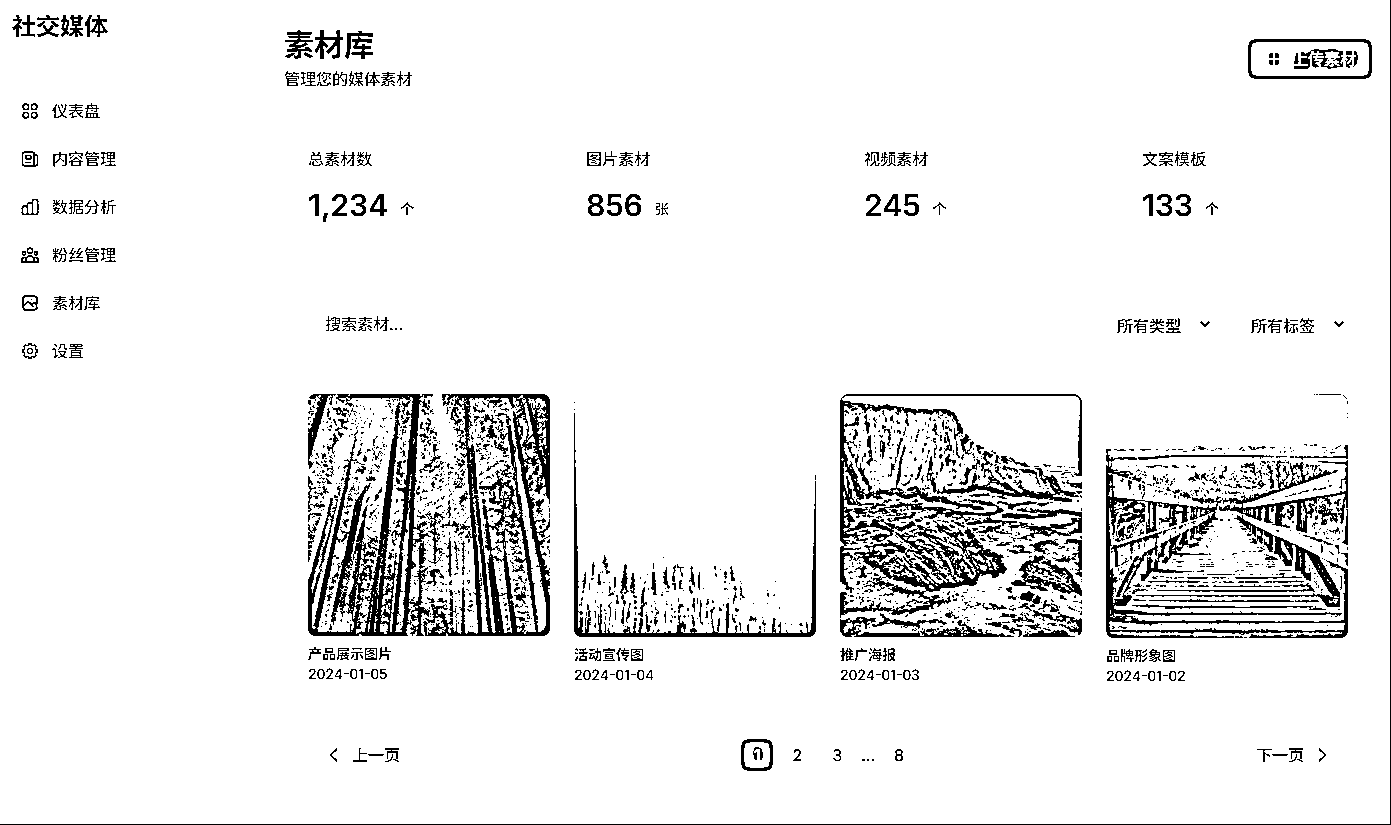 社交媒体
仪表盘
内容管理
数据分析
粉丝管理
素材库
设置
素材库
管理您的媒体素材
上传素材
总素材数
1,234 个
图片素材
856 张
视频素材
245 个
文案模板
133 个
搜索素材...
所有类型
所有标签
产品展示图片
2024-01-05
活动宣传图
2024-01-04
推广海报
2024-01-03
品牌形象图
2024-01-02
上一页
2 3 ... 8
下一页